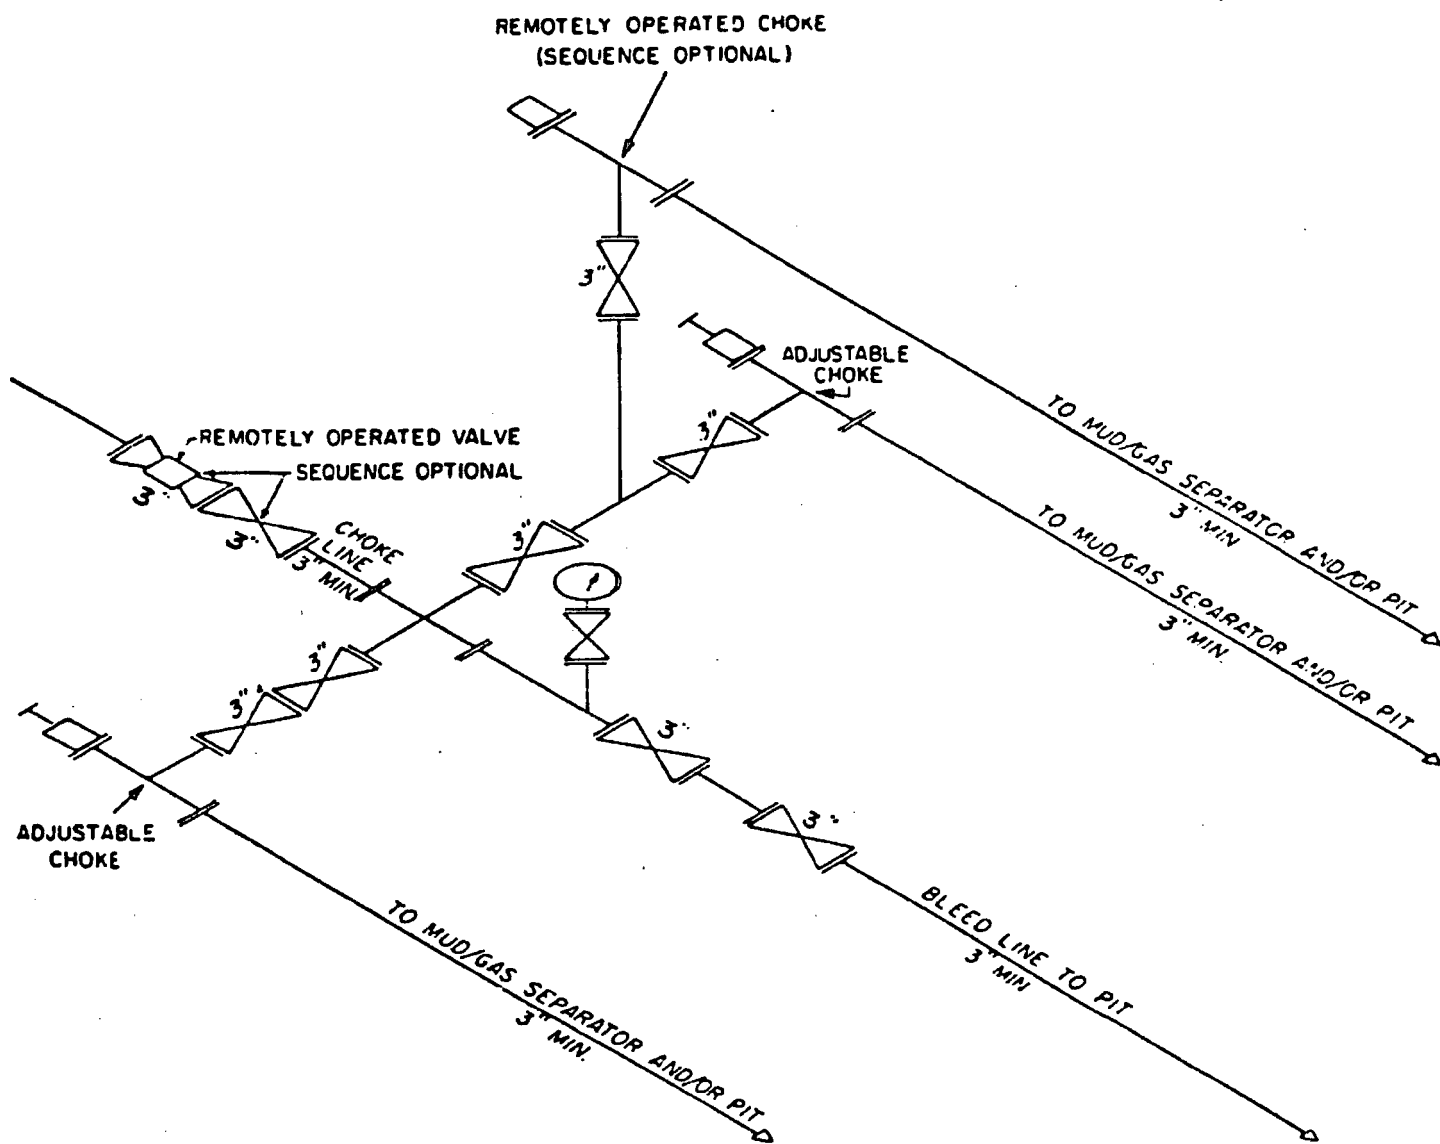 REMOTELY OPERATED CHOKE
(SEQUENCE OPTIONAL)
3"
ADJUSTABLE
CHOKE
3"
TO MUD/GAS SEPARATOR AND/OR PIT
3" MIN
TO MUD/GAS SEPARATOR AND/OR PIT
3" MIN.
REMOTELY OPERATED VALVE
SEQUENCE OPTIONAL
3"
3"
CHOKE
LINE
3" MIN.
3"
3"
3"
3"
3"
ADJUSTABLE
CHOKE
BLEED LINE TO PIT
3" MIN
TO MUD/GAS SEPARATOR AND/OR PIT
3" MIN.